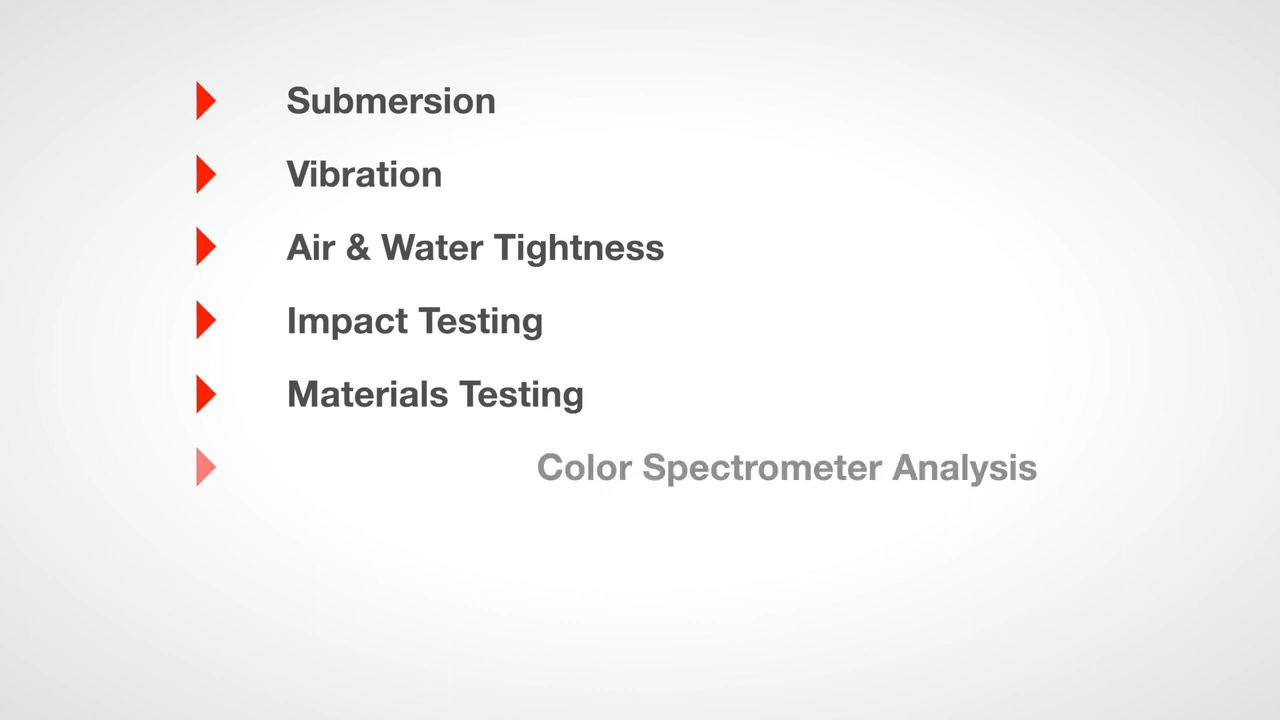 Submersion
Vibration
Air & Water Tightness
Impact Testing
Materials Testing
Color Spectrometer Analysis